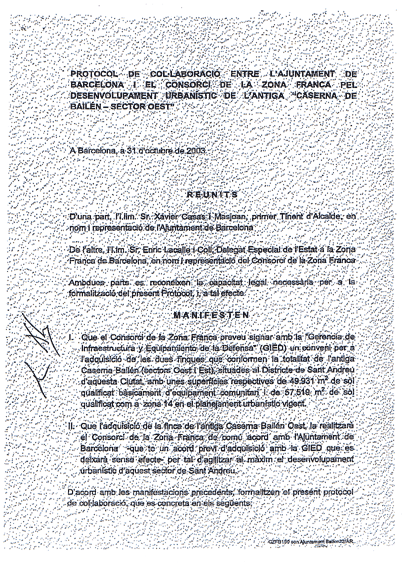 PROTOCOL DE COL·LABORACIÓ ENTRE L'AJUNTAMENT DE
BARCELONA I EL CONSORCI DE LA ZONA FRANCA PEL
DESENVOLUPAMENT URBANÍSTIC DE L'ANTIGA "CASERNA DE
BAILÉN – SECTOR OEST"
A Barcelona, a 31 d'octubre de 2003.
REUNITS
D'una part, l'I.lm. Sr. Xavier Casas i Masjoan, primer Tinent d'Alcalde, en
nom i representació de l'Ajuntament de Barcelona
De l'altre, l'I.lm. Sr. Enric Lacalle i Coll, Delegat Especial de l'Estat a la Zona
Franca de Barcelona, en nom i representació del Consorci de la Zona Franca
Ambdues parts es reconeixen la capacitat legal necessària per a la
formalització del present Protocol, i, a tal efecte,
MANIFESTEN
I. Que el Consorci de la Zona Franca preveu signar amb la "Gerencia de
Infraestructura y Equipamiento de la Defensa" (GIED) un conveni per a
l'adquisició de les dues finques que conformen la totalitat de l'antiga
Caserna Bailén (sectors Oest i Est), situades al Districte de Sant Andreu
d'aquesta Ciutat, amb unes superfícies respectives de 49.931 m² de sòl
qualificat bàsicament d'equipament comunitari i de 57.518 m² de sòl
qualificat com a zona 14 en el planejament urbanístic vigent.
II. Que l'adquisició de la finca de l'antiga Caserna Bailén Oest, la realitzarà
el Consorci de la Zona Franca de comú acord amb l'Ajuntament de
Barcelona -que té un acord previ d'adquisició amb la GIED que es
deixarà sense efecte- per tal d'agilitzar al màxim el desenvolupament
urbanístic d'aquest sector de Sant Andreu.
D'acord amb les manifestacions precedents, formalitzen el present protocol
de col·laboració, que es concreta en els següents: